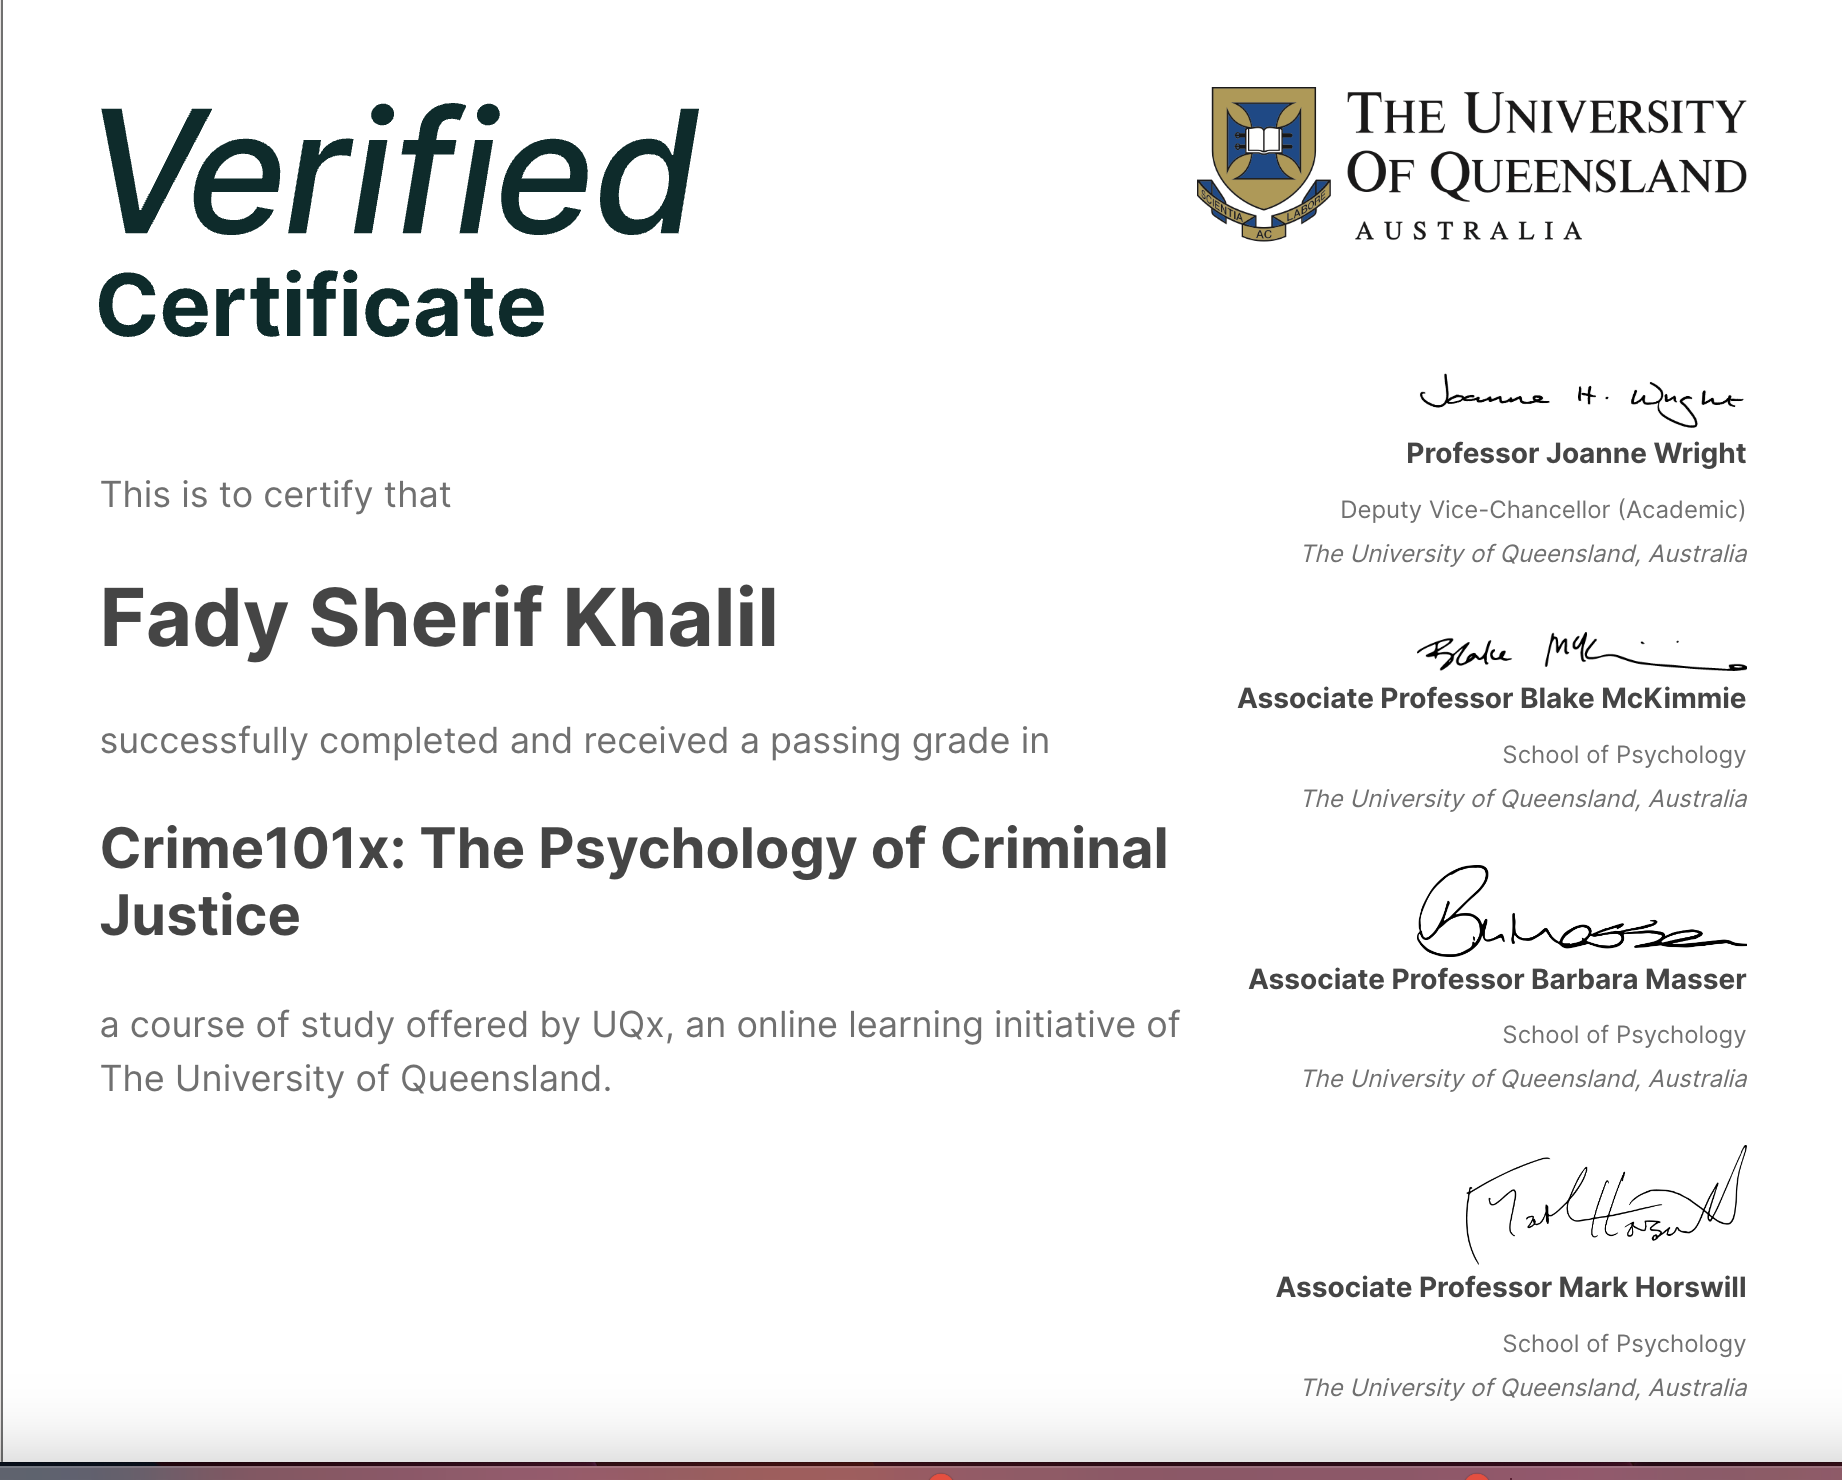 Verified
Certificate
This is to certify that
Fady Sherif Khalil
successfully completed and received a passing grade in
Crime101x: The Psychology of Criminal
Justice
a course of study offered by UQx, an online learning initiative of
The University of Queensland.
THE UNIVERSITY
OF QUEENSLAND
AUSTRALIA
SCIENTIA
AC
LABORE
Joanne H. Wright
Professor Joanne Wright
Deputy Vice-Chancellor (Academic)
The University of Queensland, Australia
Blake McK
Associate Professor Blake McKimmie
School of Psychology
The University of Queensland, Australia
Associate Professor Barbara Masser
School of Psychology
The University of Queensland, Australia
Associate Professor Mark Horswill
School of Psychology
The University of Queensland, Australia